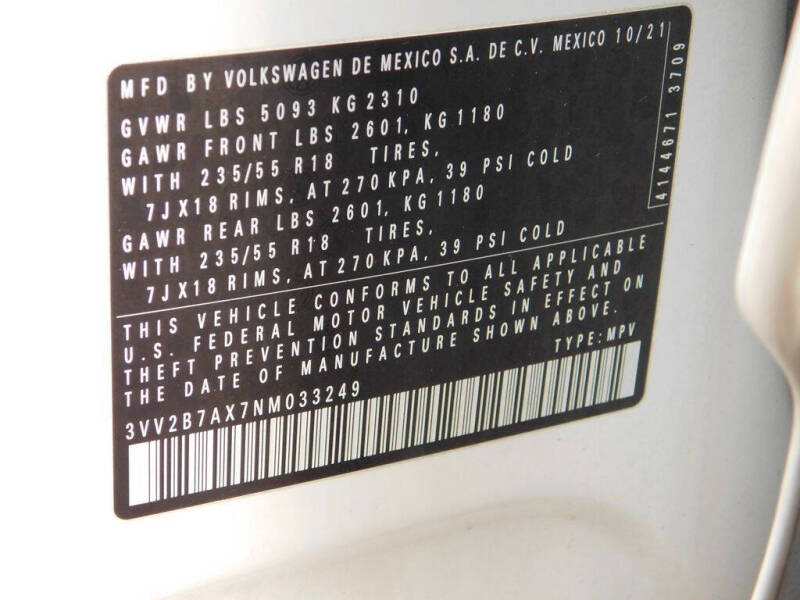 MFD BY VOLKSWAGEN DE MEXICO S.A. DE C.V. MEXICO 10/21
GVWR LBS 5093 KG 2310
GAWR FRONT LBS 2601, KG 1180
WITH 235/55 R18 TIRES,
7JX18 RIMS, AT 270 KPA, 39 PSI COLD
GAWR REAR LBS 2601, KG 1180
WITH 235/55 R18 TIRES,
7JX18 RIMS, AT 270 KPA, 39 PSI COLD
4144671 3709
THIS VEHICLE CONFORMS TO ALL APPLICABLE
U.S. FEDERAL MOTOR VEHICLE SAFETY AND
THEFT PREVENTION STANDARDS IN EFFECT ON
THE DATE OF MANUFACTURE SHOWN ABOVE.
TYPE: MPV
3VV2B7AX7NM033249